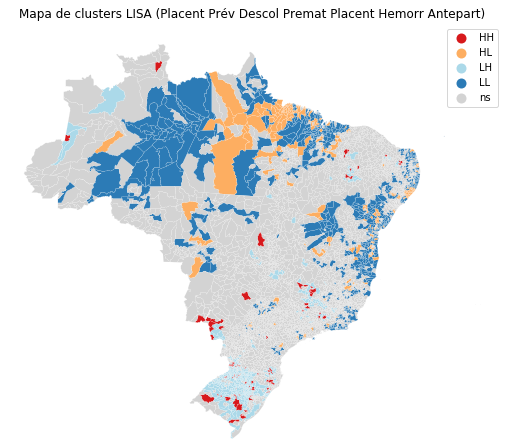 Mapa de clusters LISA (Placent Prév Descol Premat Placent Hemorr Antepart)
HH
HL
LH
LL
ns